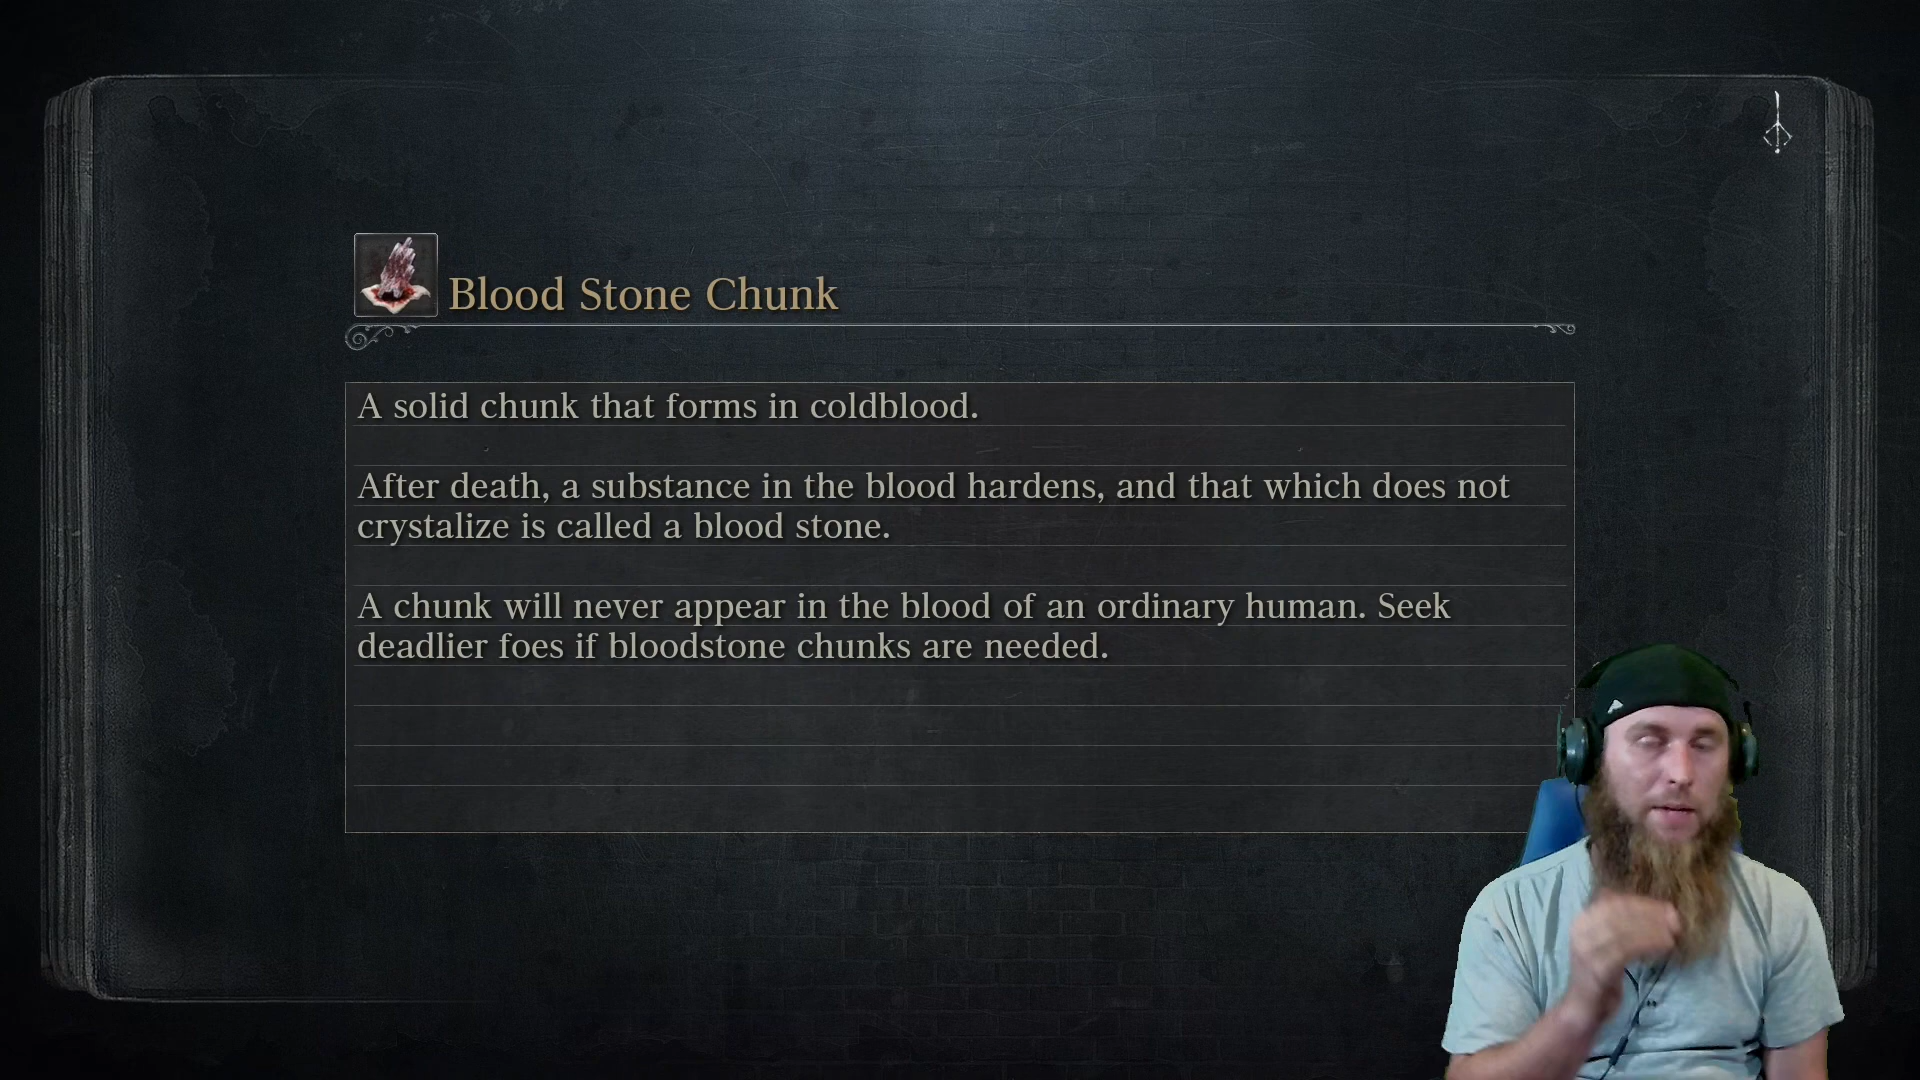 Blood Stone Chunk
A solid chunk that forms in coldblood.
After death, a substance in the blood hardens, and that which does not
crystalize is called a blood stone.
A chunk will never appear in the blood of an ordinary human. Seek
deadlier foes if bloodstone chunks are needed.